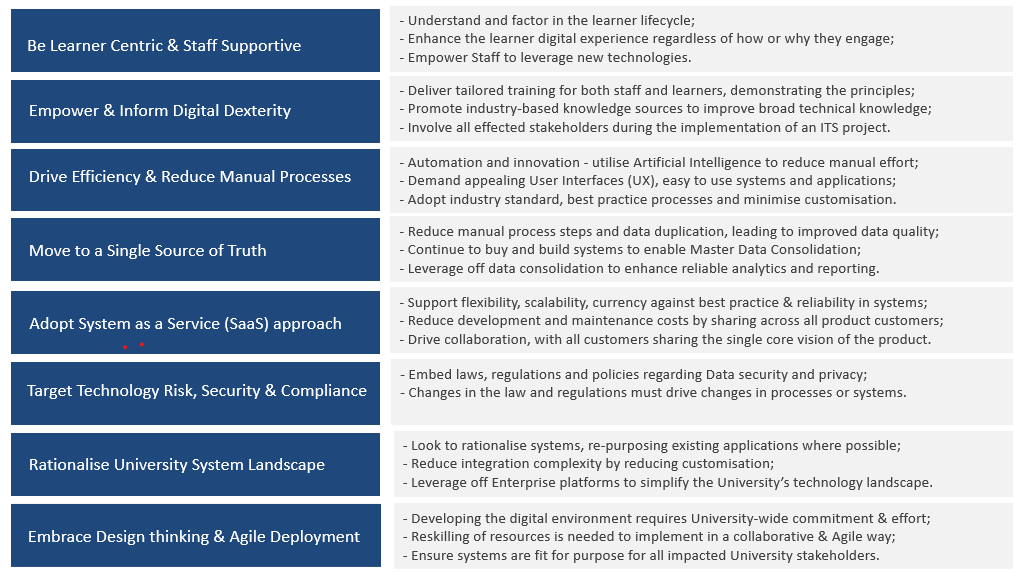 Be Learner Centric & Staff Supportive
- Understand and factor in the learner lifecycle;
- Enhance the learner digital experience regardless of how or why they engage;
- Empower Staff to leverage new technologies.
Empower & Inform Digital Dexterity
- Deliver tailored training for both staff and learners, demonstrating the principles;
- Promote industry-based knowledge sources to improve broad technical knowledge;
- Involve all effected stakeholders during the implementation of an ITS project.
Drive Efficiency & Reduce Manual Processes
- Automation and innovation - utilise Artificial Intelligence to reduce manual effort;
- Demand appealing User Interfaces (UX), easy to use systems and applications;
- Adopt industry standard, best practice processes and minimise customisation.
Move to a Single Source of Truth
- Reduce manual process steps and data duplication, leading to improved data quality;
- Continue to buy and build systems to enable Master Data Consolidation;
- Leverage off data consolidation to enhance reliable analytics and reporting.
Adopt System as a Service (SaaS) approach
- Support flexibility, scalability, currency against best practice & reliability in systems;
- Reduce development and maintenance costs by sharing across all product customers;
- Drive collaboration, with all customers sharing the single core vision of the product.
Target Technology Risk, Security & Compliance
- Embed laws, regulations and policies regarding Data security and privacy;
- Changes in the law and regulations must drive changes in processes or systems.
Rationalise University System Landscape
- Look to rationalise systems, re-purposing existing applications where possible;
- Reduce integration complexity by reducing customisation;
- Leverage off Enterprise platforms to simplify the University's technology landscape.
Embrace Design thinking & Agile Deployment
- Developing the digital environment requires University-wide commitment & effort;
- Reskilling of resources is needed to implement in a collaborative & Agile way;
- Ensure systems are fit for purpose for all impacted University stakeholders.